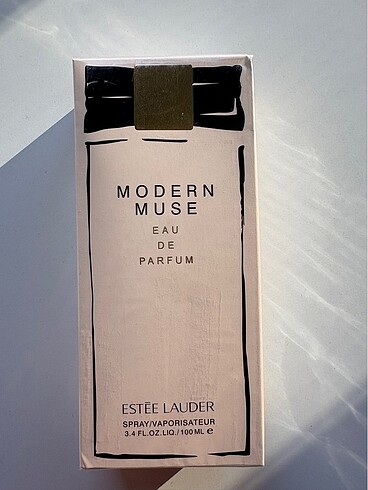 MODERN
MUSE
EAU
DE
PARFUM
ESTĒE LAUDER
SPRAY/VAPORISATEUR
3.4 FL.OZ.LIQ./100 ML ℮